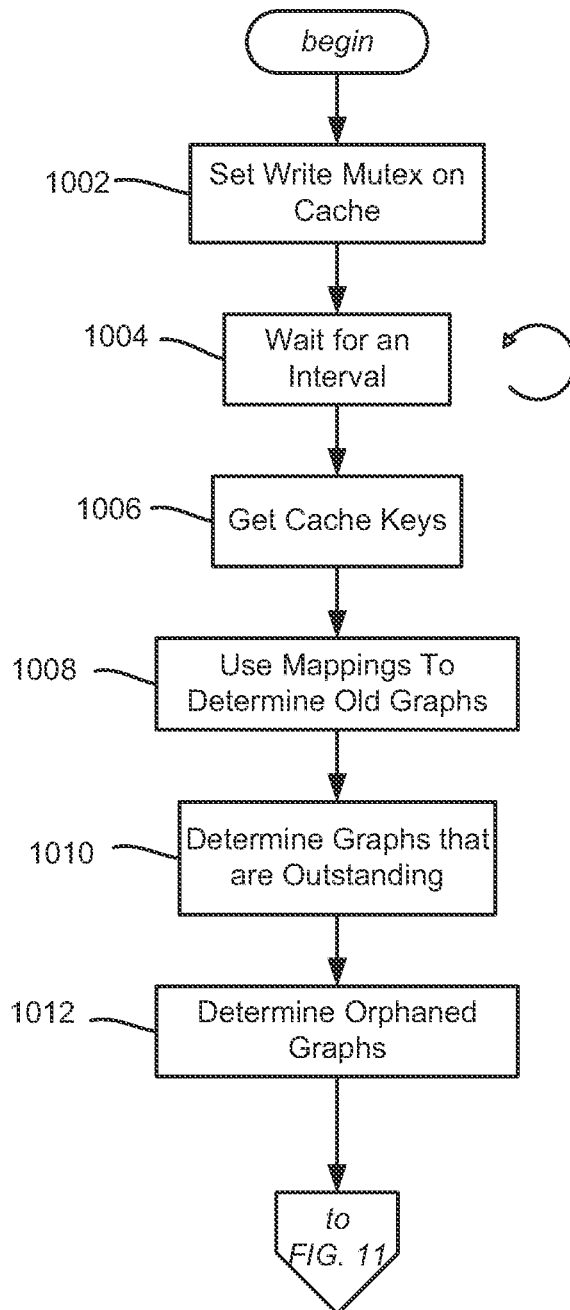 begin
1002
Set Write Mutex on
Cache
1004
Wait for an
Interval
1006
Get Cache Keys
1008
Use Mappings To
Determine Old Graphs
1010
Determine Graphs that
are Outstanding
1012
Determine Orphaned
Graphs
to
FIG. 11